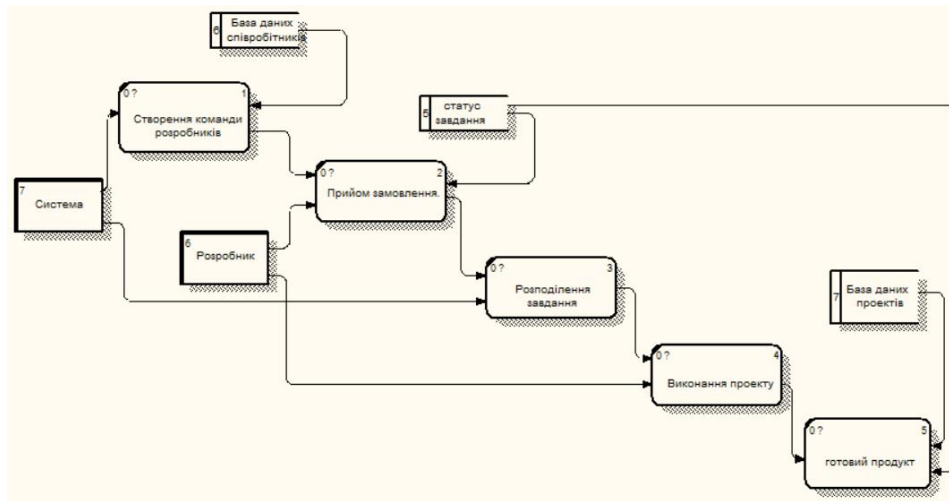 6
База даних
співробітників
0 ?
1
Створення команди
розробників
5
статус
завдання
0 ?
2
Прийом замовлення.
7
Система
6
Розробник
0 ?
3
Розподілення
завдання
7
База даних
проектів
0 ?
4
Виконання проекту
0 ?
5
готовий продукт